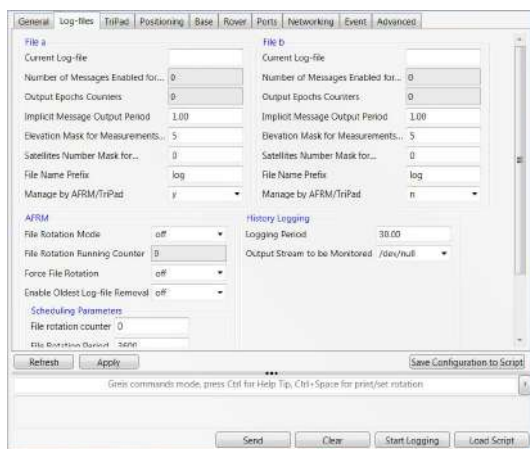 General Log-files TriPad Positioning Base Rover Ports Networking Event Advanced
File a
Current Log-file
Number of Messages Enabled for... 0
Output Epochs Counters 0
Implicit Message Output Period 1.00
Elevation Mask for Measurements... 5
Satellites Number Mask for... 0
File Name Prefix log
Manage by AFRM/TriPad y
File b
Current Log-file
Number of Messages Enabled for... 0
Output Epochs Counters 0
Implicit Message Output Period 1.00
Elevation Mask for Measurements... 5
Satellites Number Mask for... 0
File Name Prefix log
Manage by AFRM/TriPad n
AFRM
File Rotation Mode off
File Rotation Running Counter 0
Force File Rotation off
Enable Oldest Log-file Removal off
Scheduling Parameters
File rotation counter 0
File Rotation Period 3600
History Logging
Logging Period 30.00
Output Stream to be Monitored /dev/null
Refresh Apply Save Configuration to Script
Greis commands mode, press Ctrl for Help Tip, Ctrl+Space for print/set rotation
Send Clear Start Logging Load Script